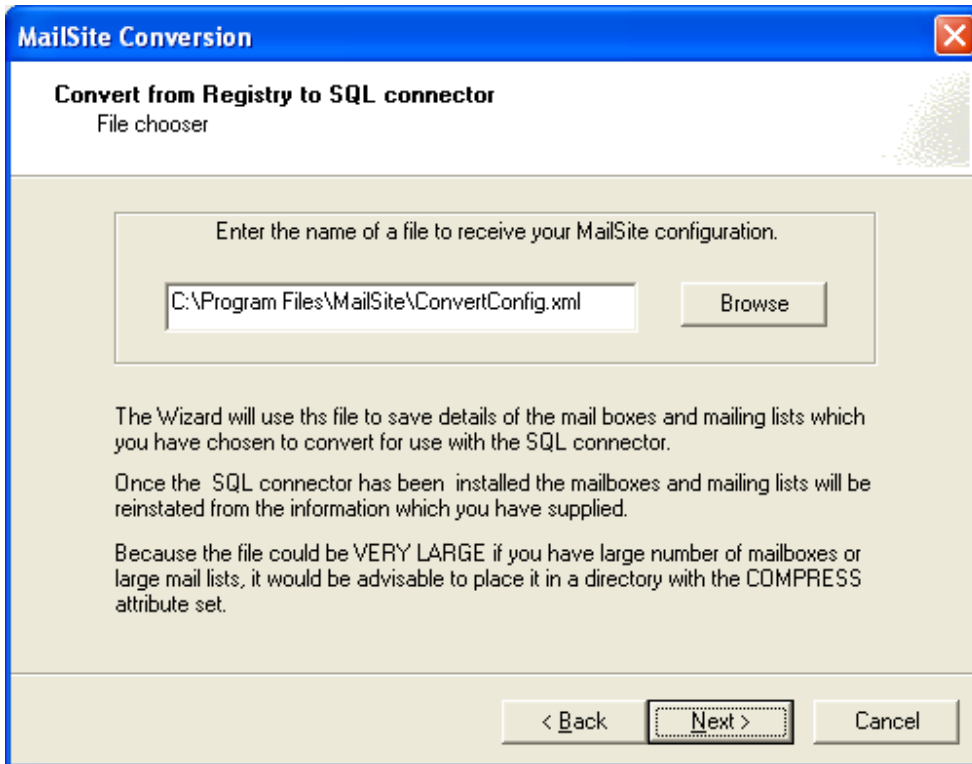 MailSite Conversion
Convert from Registry to SQL connector
File chooser
Enter the name of a file to receive your MailSite configuration.
C:\Program Files\MailSite\ConvertConfig.xml
Browse
The Wizard will use ths file to save details of the mail boxes and mailing lists which
you have chosen to convert for use with the SQL connector.
Once the  SQL connector has been  installed the mailboxes and mailing lists will be
reinstated from the information which you have supplied.
Because the file could be VERY LARGE if you have large number of mailboxes or
large mail lists, it would be advisable to place it in a directory with the COMPRESS
attribute set.
< Back Next > Cancel